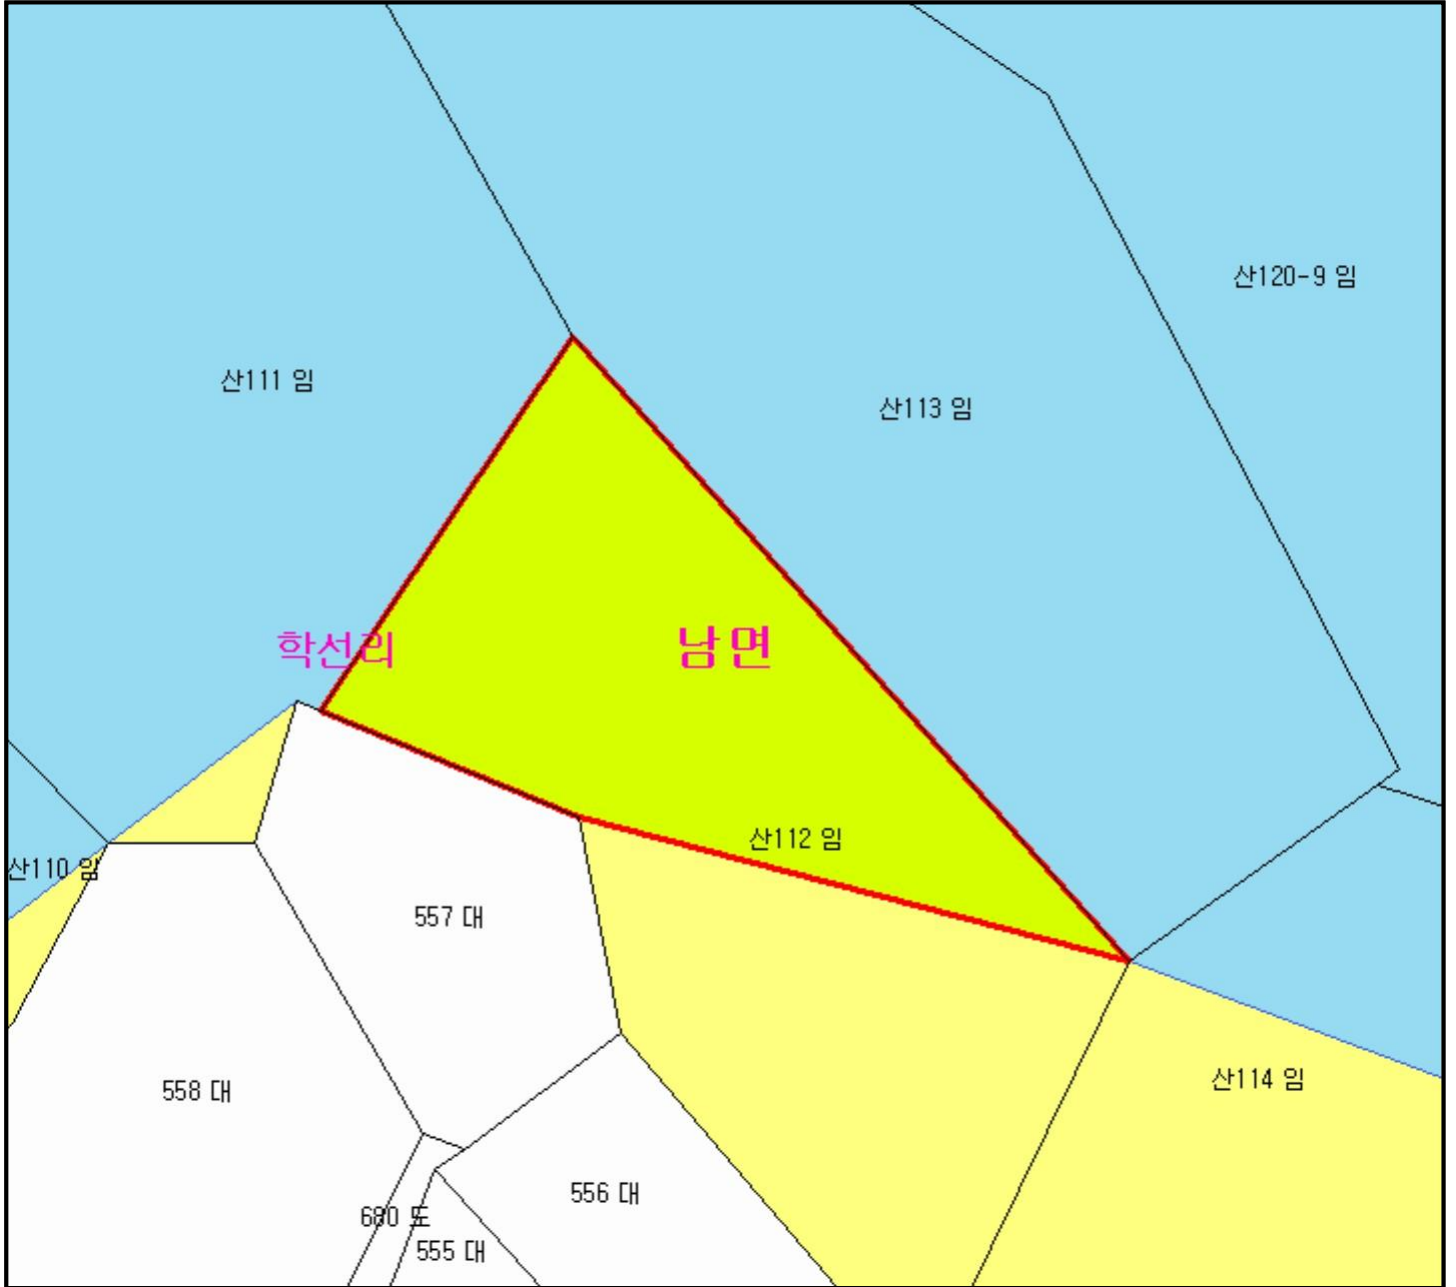 산120-9 임
산111 임
산113 임
학선리
남면
산112 임
산110 임
557 대
산114 임
558 대
556 대
680 도
555 대